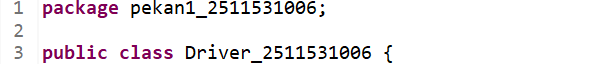 1 package pekan1_2511531006;
2
3 public class Driver_2511531006 {